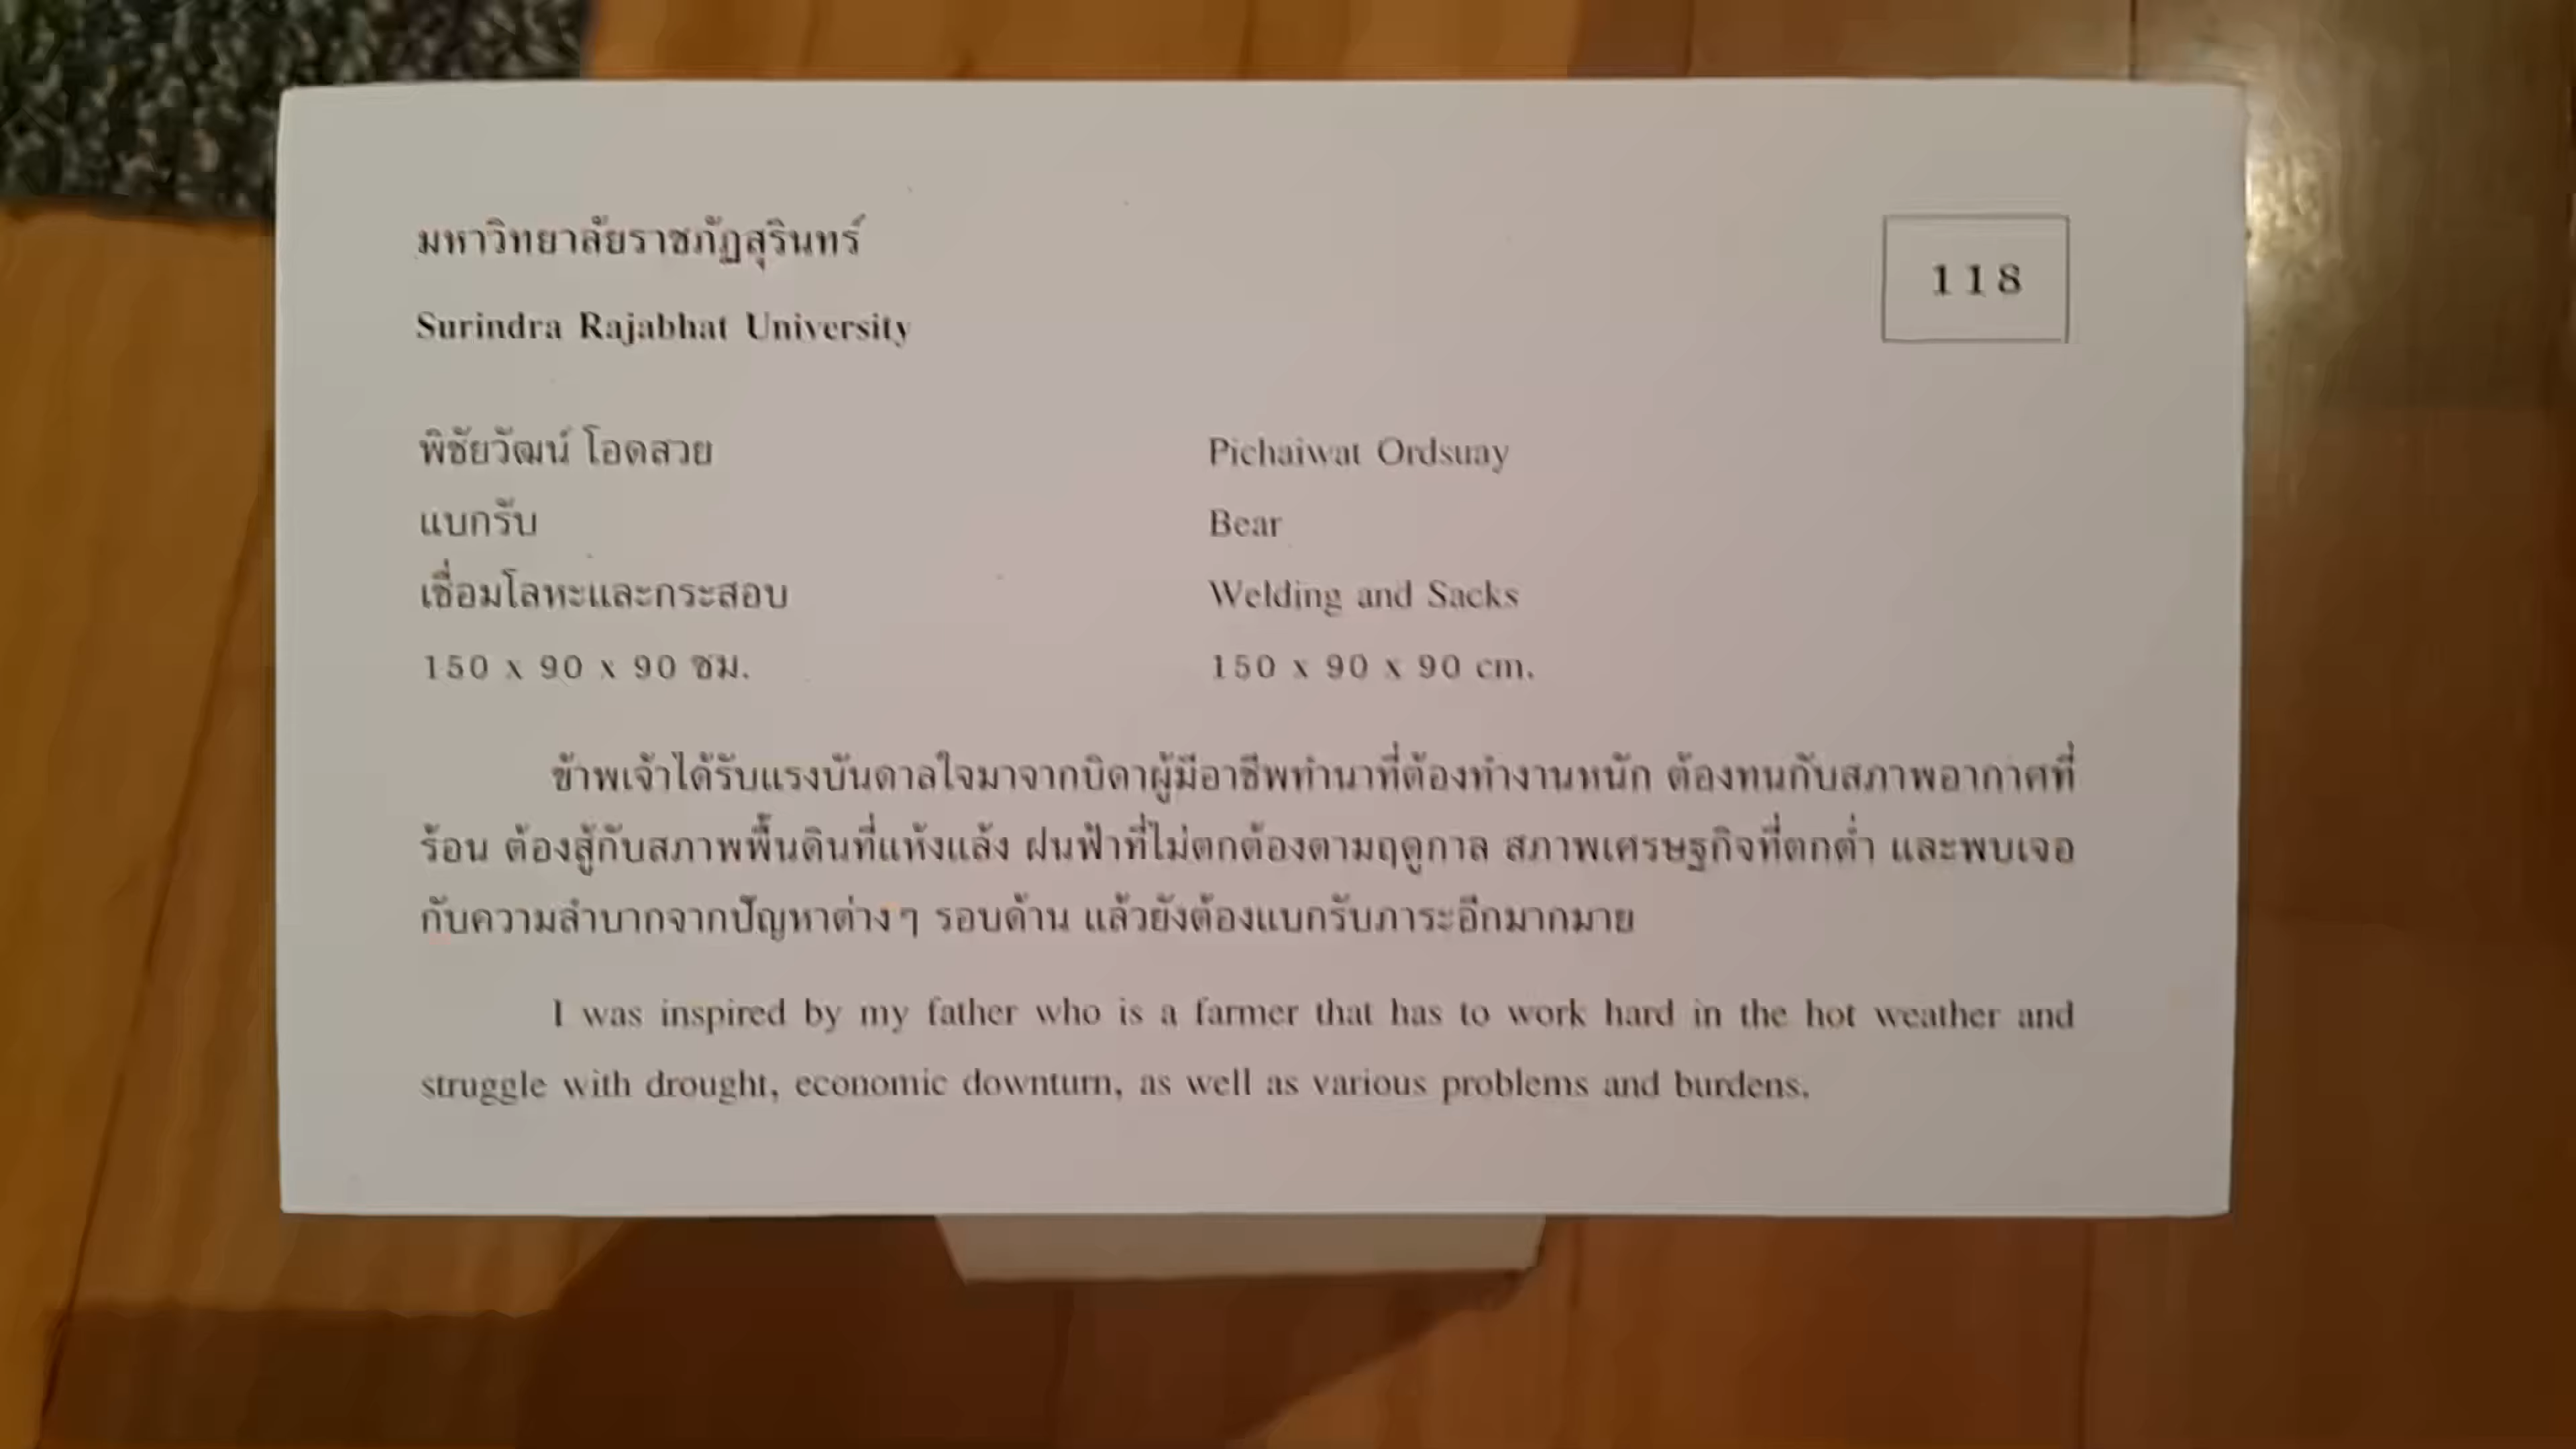 มหาวิทยาลัยราชภัฏสุรินทร์
118
Surindra Rajabhat University
พิชัยวัฒน์ โอดสวย
Pichaiwat Ordsuay
แบกรับ
Bear
เชื่อมโลหะและกระสอบ
Welding and Sacks
150 x 90 x 90 ซม.
150 x 90 x 90 cm.
ข้าพเจ้าได้รับแรงบันดาลใจมาจากบิดาผู้มีอาชีพทำนาที่ต้องทำงานหนัก ต้องทนกับสภาพอากาศที่
ร้อน ต้องสู้กับสภาพพื้นดินที่แห้งแล้ง ฝนฟ้าที่ไม่ตกต้องตามฤดูกาล สภาพเศรษฐกิจที่ตกต่ำ และพบเจอ
กับความลำบากจากปัญหาต่างๆ รอบด้าน แล้วยังต้องแบกรับภาระอีกมากมาย
I was inspired by my father who is a farmer that has to work hard in the hot weather and
struggle with drought, economic downturn, as well as various problems and burdens.